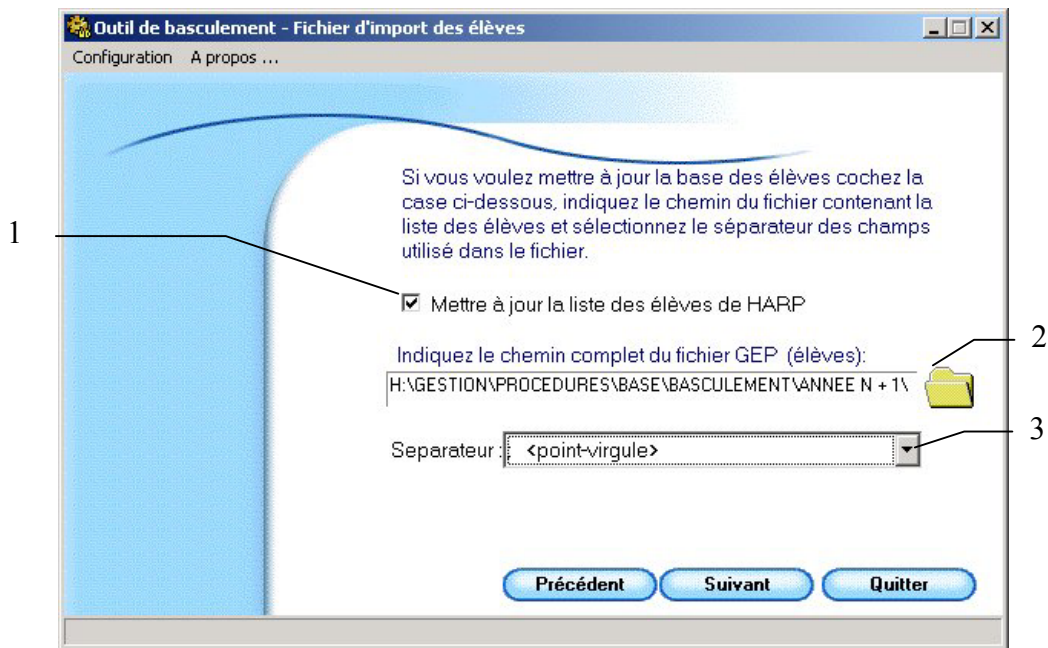 Outil de basculement - Fichier d'import des élèves
Configuration A propos ...
Si vous voulez mettre à jour la base des élèves cochez la
case ci-dessous, indiquez le chemin du fichier contenant la
liste des élèves et sélectionnez le séparateur des champs
utilisé dans le fichier.
1
Mettre à jour la liste des élèves de HARP
2
Indiquez le chemin complet du fichier GEP (élèves):
H:\GESTION\PROCEDURES\BASE\BASCULEMENT\ANNEE N + 1\
3
Separateur : ; <point-virgule>
Précédent Suivant Quitter